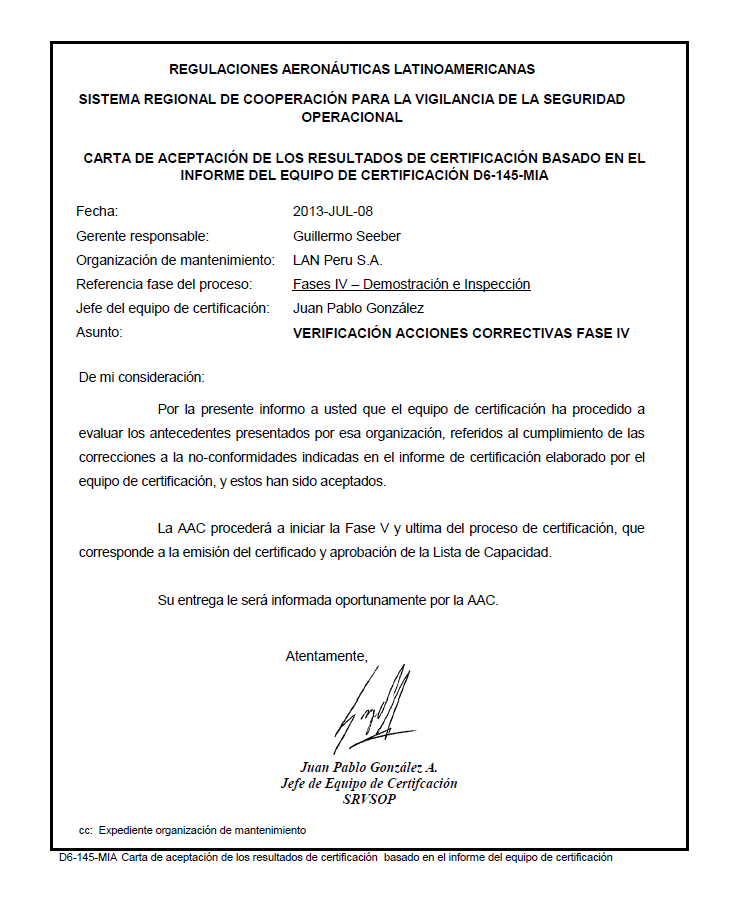 REGULACIONES AERONÁUTICAS LATINOAMERICANAS
SISTEMA REGIONAL DE COOPERACIÓN PARA LA VIGILANCIA DE LA SEGURIDAD
OPERACIONAL
CARTA DE ACEPTACIÓN DE LOS RESULTADOS DE CERTIFICACIÓN BASADO EN EL
INFORME DEL EQUIPO DE CERTIFICACIÓN D6-145-MIA
Fecha: 2013-JUL-08
Gerente responsable: Guillermo Seeber
Organización de mantenimiento: LAN Peru S.A.
Referencia fase del proceso: Fases IV – Demostración e Inspección
Jefe del equipo de certificación: Juan Pablo González
Asunto: VERIFICACIÓN ACCIONES CORRECTIVAS FASE IV
De mi consideración:
Por la presente informo a usted que el equipo de certificación ha procedido a
evaluar los antecedentes presentados por esa organización, referidos al cumplimiento de las
correcciones a la no-conformidades indicadas en el informe de certificación elaborado por el
equipo de certificación, y estos han sido aceptados.
La AAC procederá a iniciar la Fase V y ultima del proceso de certificación, que
corresponde a la emisión del certificado y aprobación de la Lista de Capacidad.
Su entrega le será informada oportunamente por la AAC.
Atentamente,
Juan Pablo González A.
Jefe de Equipo de Certifcación
SRVSOP
cc: Expediente organización de mantenimiento
D6-145-MIA Carta de aceptación de los resultados de certificación basado en el informe del equipo de certificación